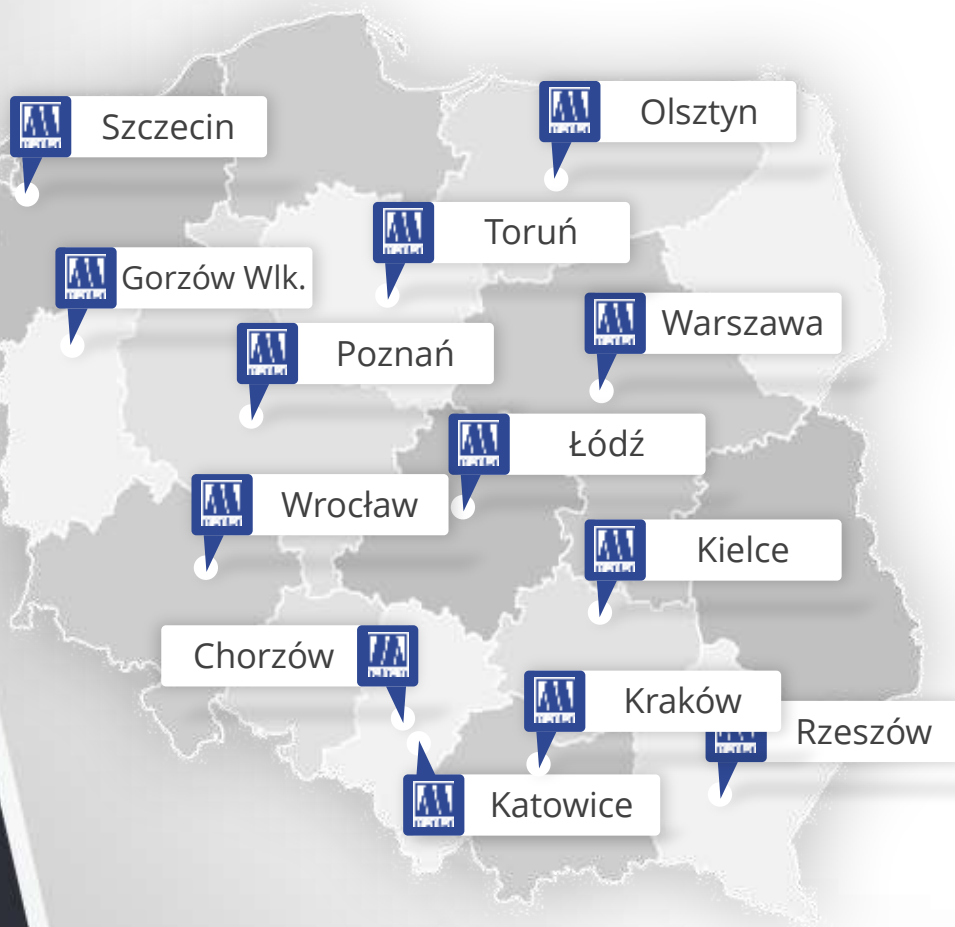 Szczecin
Olsztyn
Toruń
Gorzów Wlk.
Warszawa
Poznań
Łódź
Wrocław
Kielce
Chorzów
Kraków
Rzeszów
Katowice